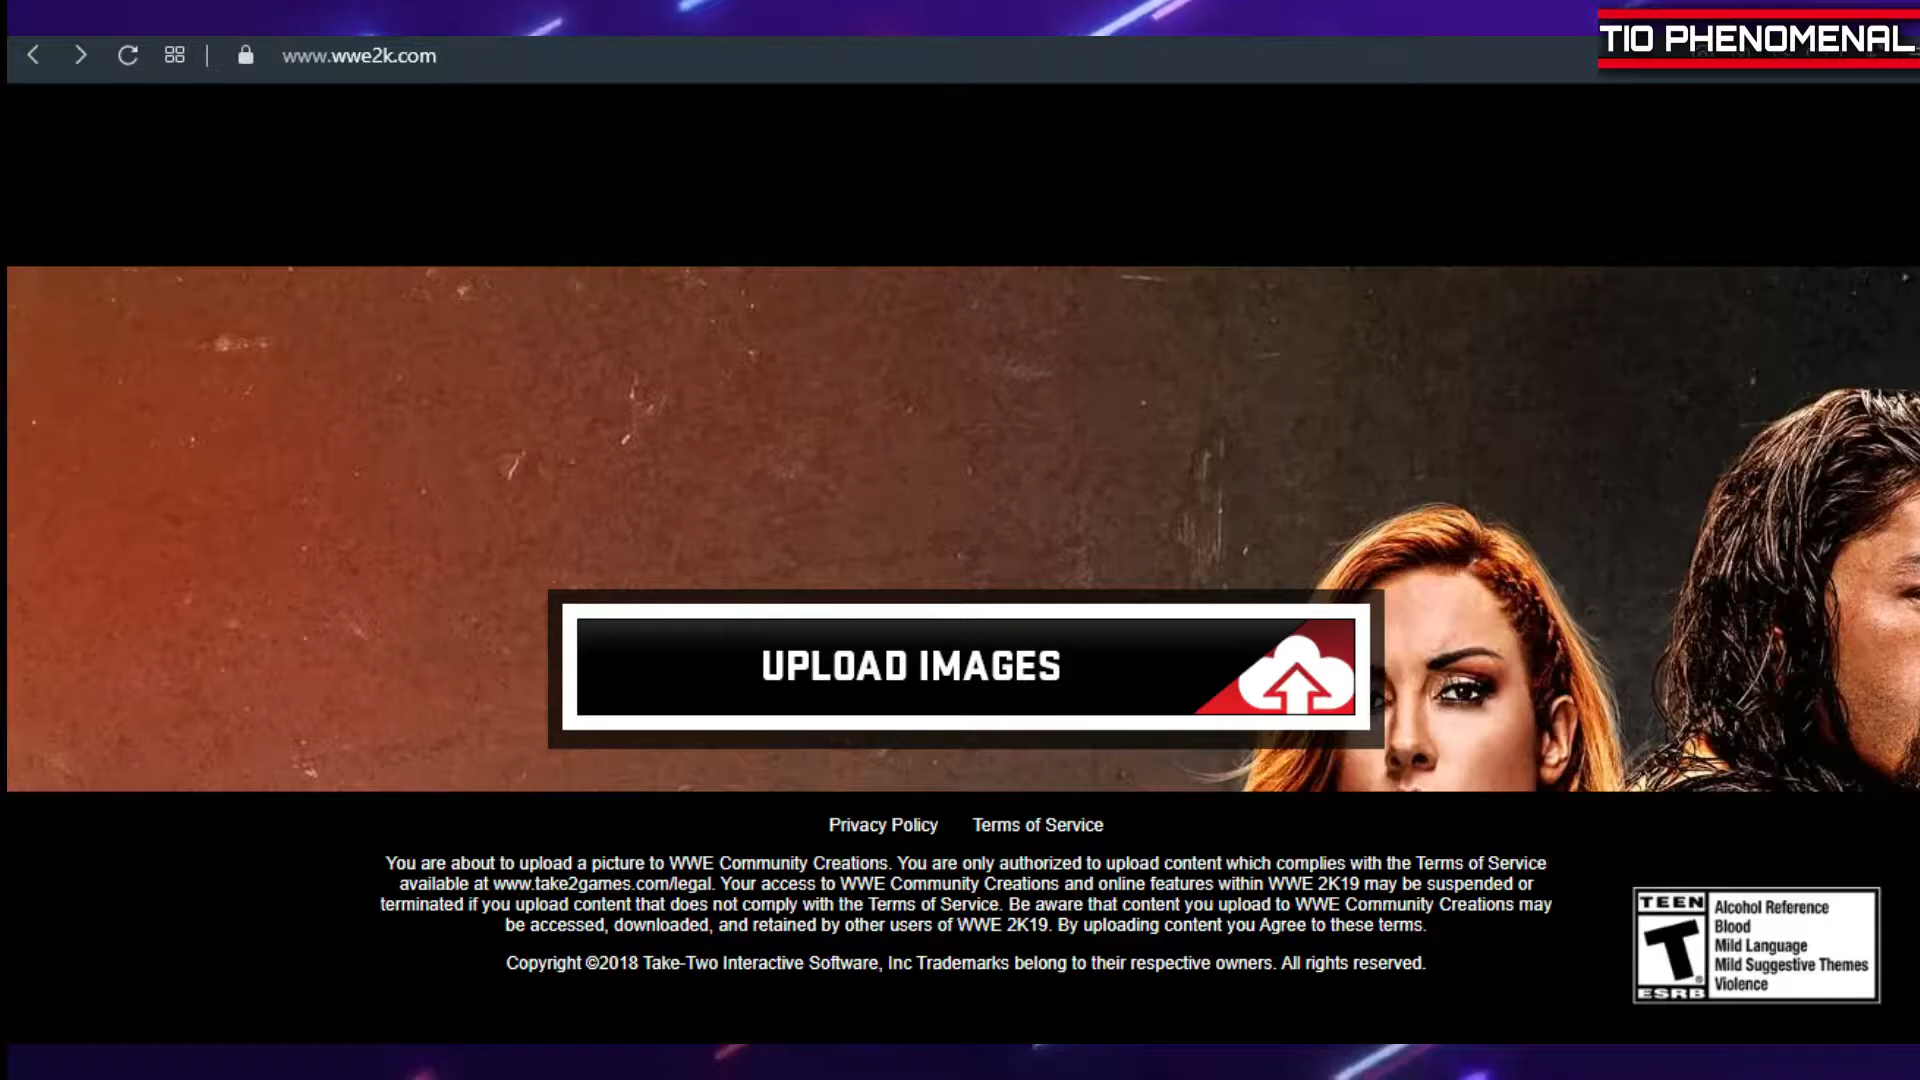 TIO PHENOMENAL
www.wwe2k.com
UPLOAD IMAGES
Privacy Policy Terms of Service
You are about to upload a picture to WWE Community Creations. You are only authorized to upload content which complies with the Terms of Service
available at www.take2games.com/legal. Your access to WWE Community Creations and online features within WWE 2K19 may be suspended or
terminated if you upload content that does not comply with the Terms of Service. Be aware that content you upload to WWE Community Creations may
be accessed, downloaded, and retained by other users of WWE 2K19. By uploading content you Agree to these terms.
Copyright ©2018 Take-Two Interactive Software, Inc Trademarks belong to their respective owners. All rights reserved.
TEEN
T
®
ESRB
Alcohol Reference
Blood
Mild Language
Mild Suggestive Themes
Violence